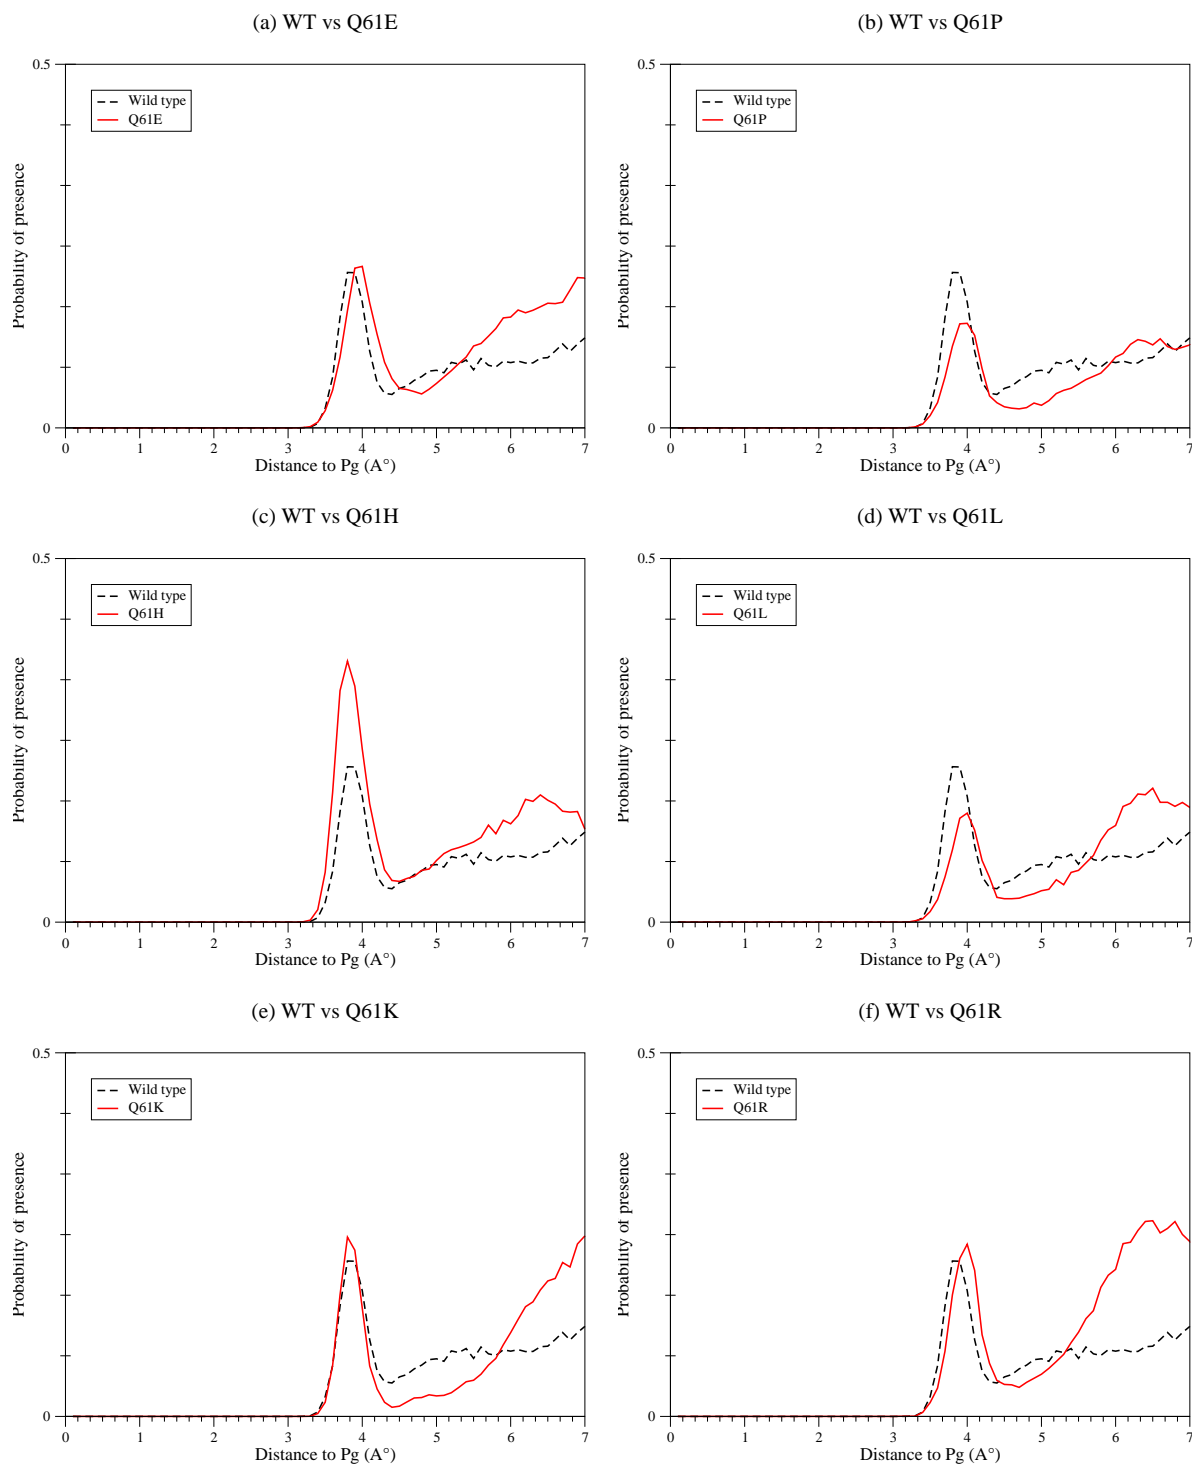 (a) WT vs Q61E
0.5
Wild type
Q61E
Probability of presence
0
0 1 2 3 4 5 6 7
Distance to Pg (A°)
(b) WT vs Q61P
0.5
Wild type
Q61P
Probability of presence
0
0 1 2 3 4 5 6 7
Distance to Pg (A°)
(c) WT vs Q61H
0.5
Wild type
Q61H
Probability of presence
0
0 1 2 3 4 5 6 7
Distance to Pg (A°)
(d) WT vs Q61L
0.5
Wild type
Q61L
Probability of presence
0
0 1 2 3 4 5 6 7
Distance to Pg (A°)
(e) WT vs Q61K
0.5
Wild type
Q61K
Probability of presence
0
0 1 2 3 4 5 6 7
Distance to Pg (A°)
(f) WT vs Q61R
0.5
Wild type
Q61R
Probability of presence
0
0 1 2 3 4 5 6 7
Distance to Pg (A°)